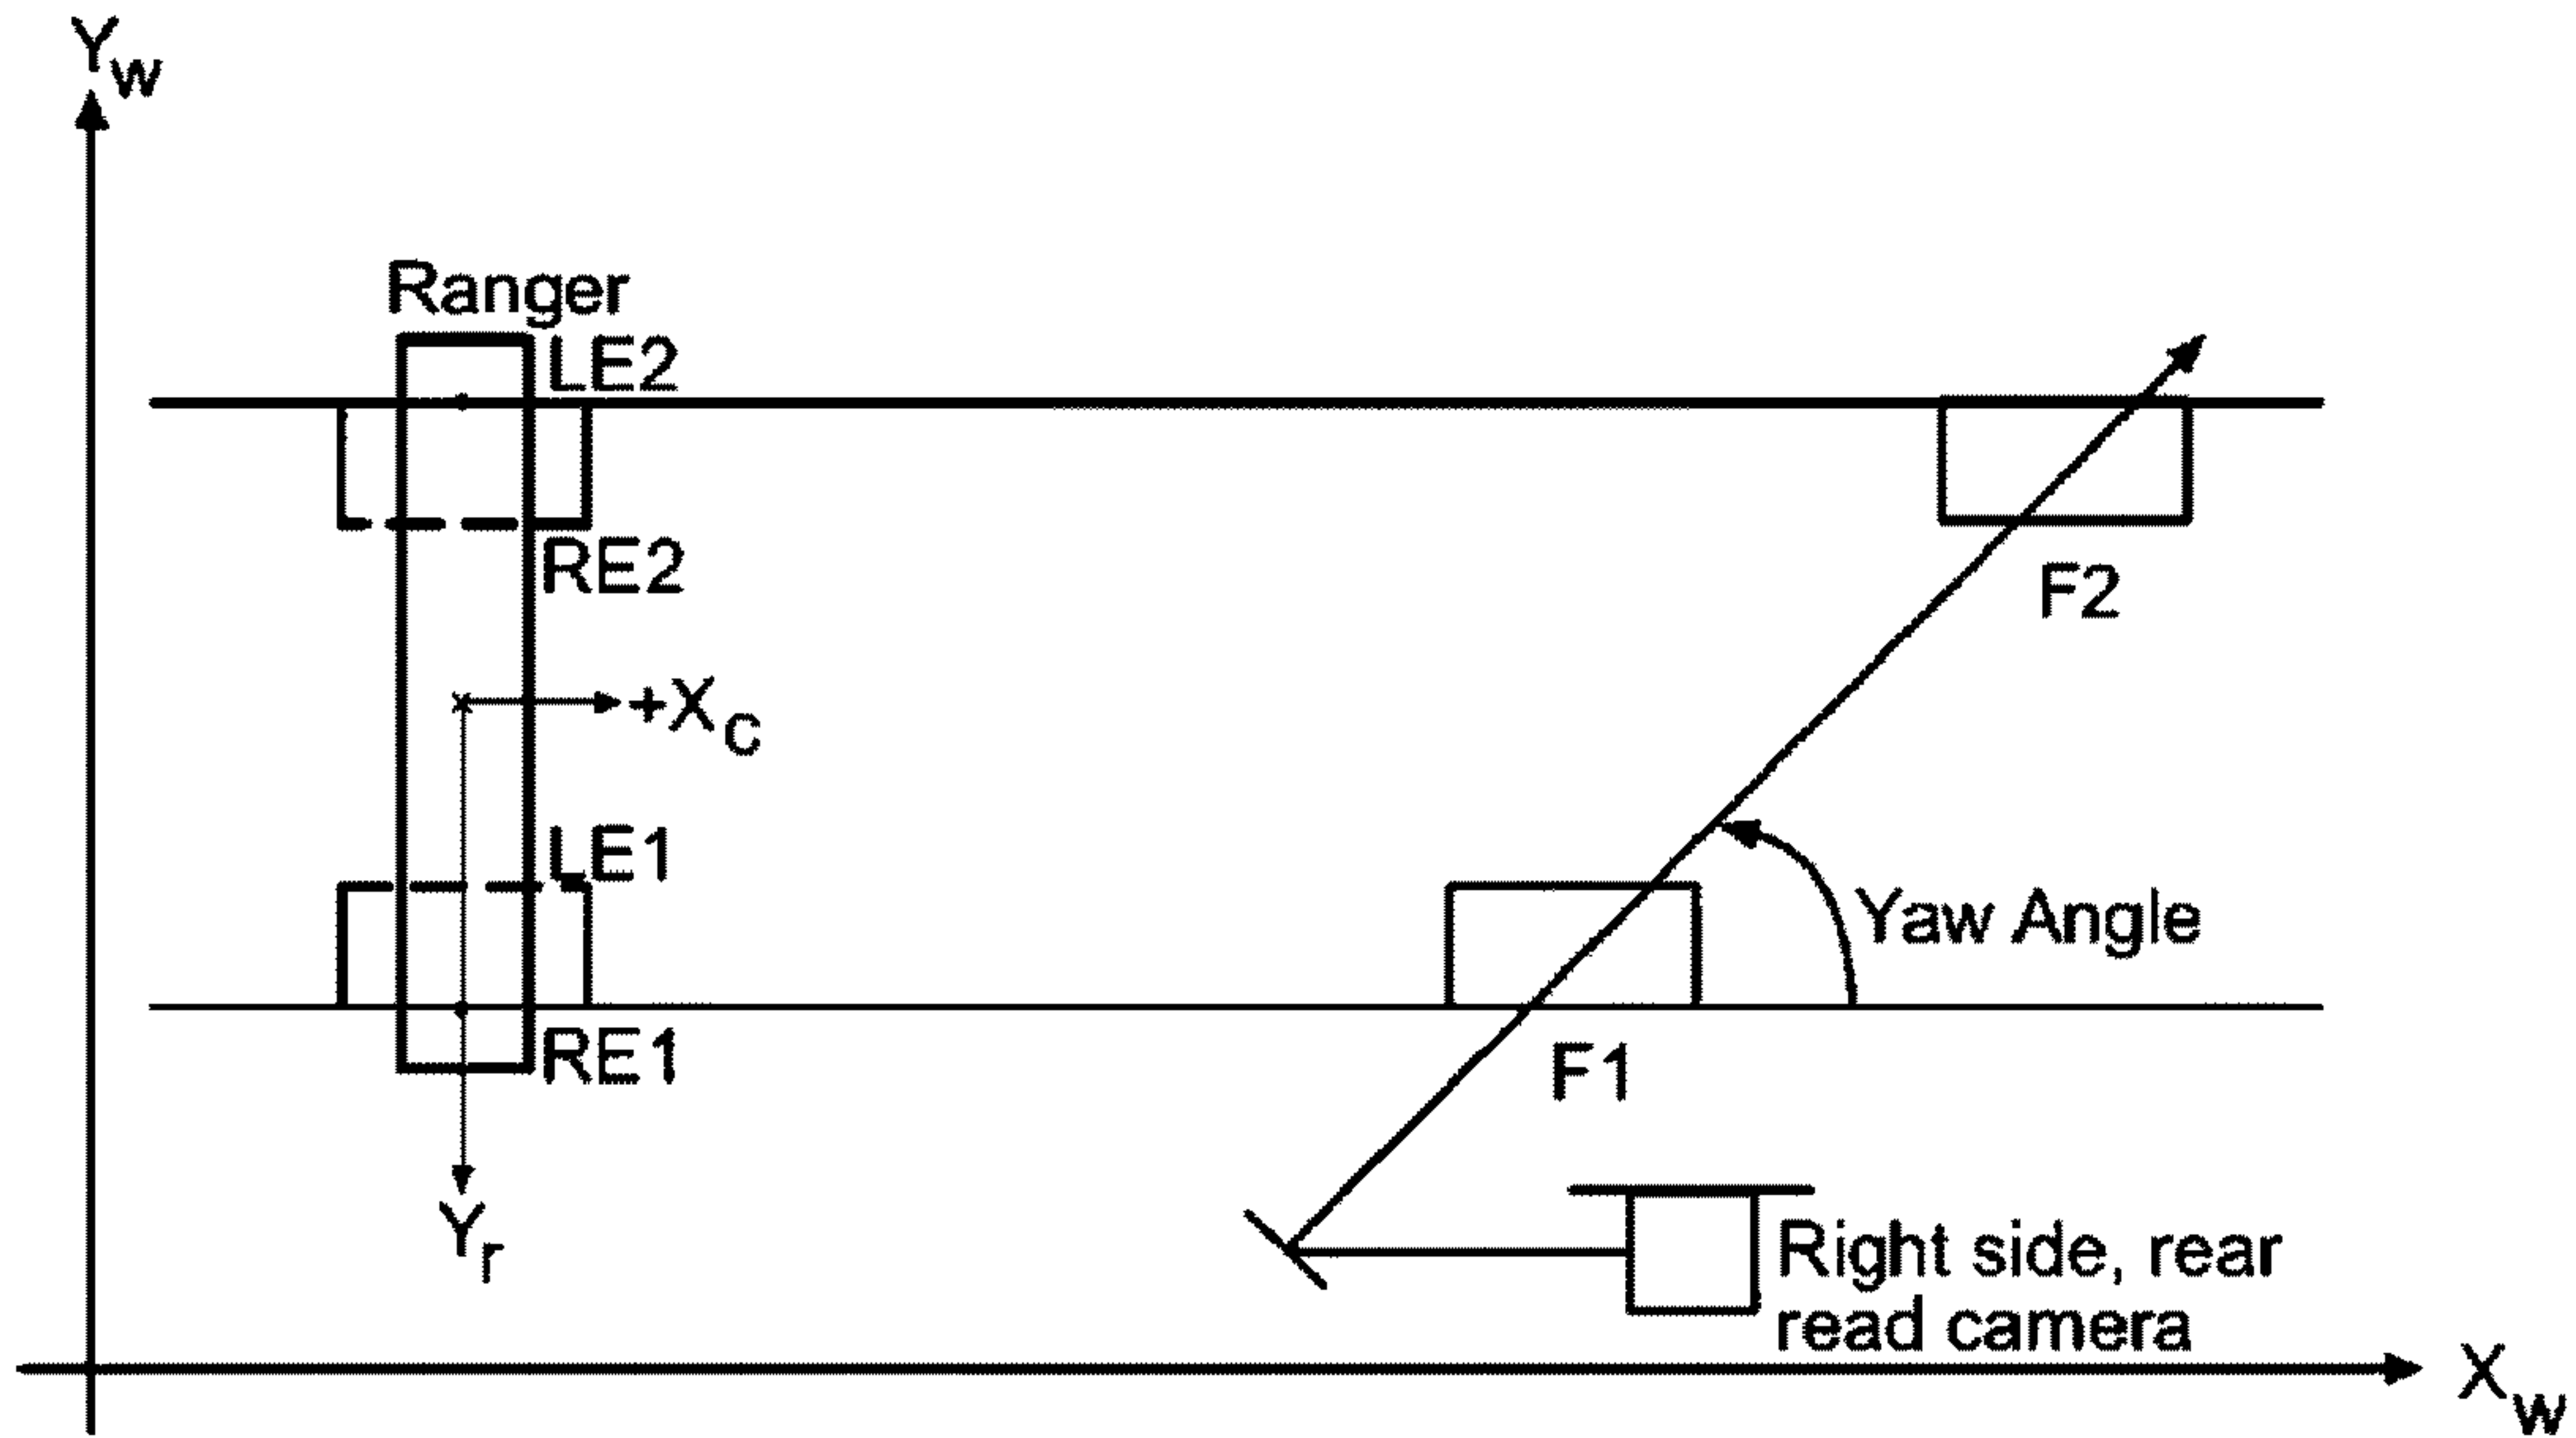 Yw
Ranger
LE2
RE2
F2
+Xc
LE1
Yaw Angle
RE1
F1
Yr
Right side, rear
read camera
Xw